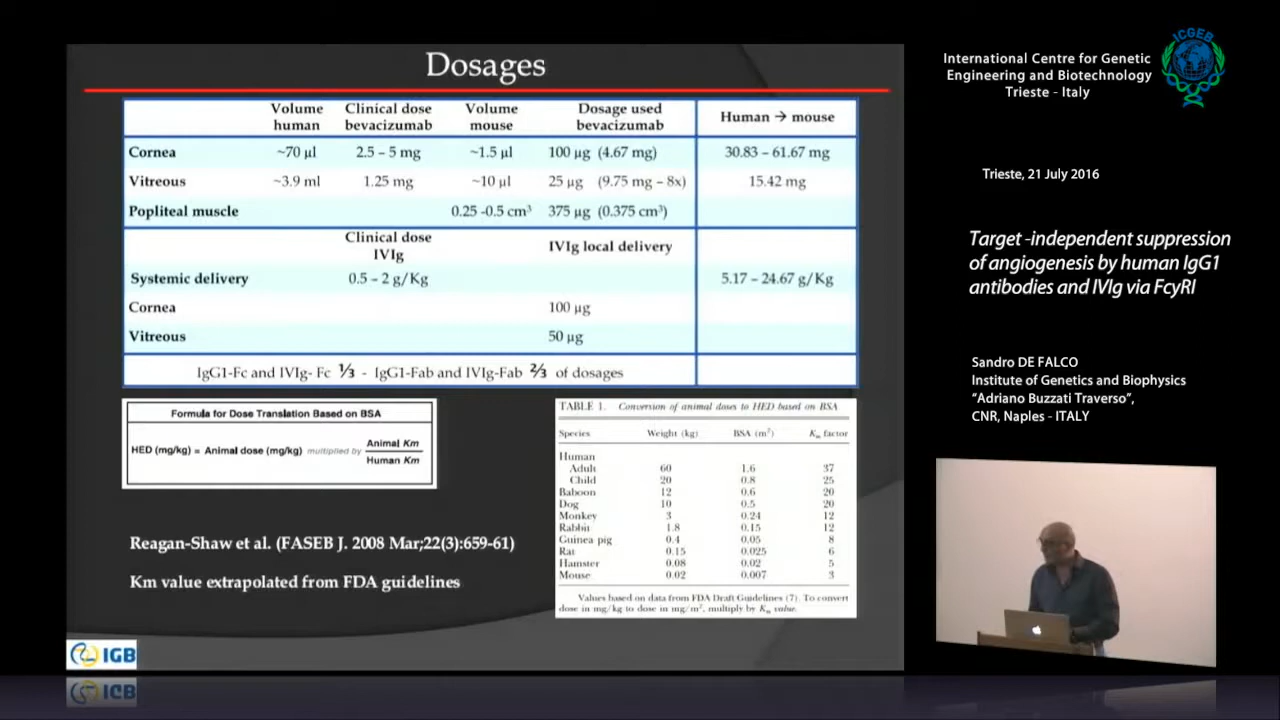 Dosages
Volume human Clinical dose bevacizumab Volume mouse Dosage used bevacizumab Human → mouse
Cornea ~70 µl 2.5 – 5 mg ~1.5 µl 100 µg (4.67 mg) 30.83 – 61.67 mg
Vitreous ~3.9 ml 1.25 mg ~10 µl 25 µg (9.75 mg – 8x) 15.42 mg
Popliteal muscle 0.25 -0.5 cm³ 375 µg (0.375 cm³)
Clinical dose IVIg IVIg local delivery
Systemic delivery 0.5 – 2 g/Kg 5.17 – 24.67 g/Kg
Cornea 100 µg
Vitreous 50 µg
IgG1-Fc and IVIg- Fc ⅓ - IgG1-Fab and IVIg-Fab ⅔ of dosages
Formula for Dose Translation Based on BSA
HED (mg/kg) = Animal dose (mg/kg) multiplied by Animal Km
Human Km
Reagan-Shaw et al. (FASEB J. 2008 Mar;22(3):659-61)
Km value extrapolated from FDA guidelines
TABLE 1. Conversion of animal doses to HED based on BSA
Species Weight (kg) BSA (m²) Km factor
Human
Adult 60 1.6 37
Child 20 0.8 25
Baboon 12 0.6 20
Dog 10 0.5 20
Monkey 3 0.24 12
Rabbit 1.8 0.15 12
Guinea pig 0.4 0.05 8
Rat 0.15 0.025 6
Hamster 0.08 0.02 5
Mouse 0.02 0.007 3
Values based on data from FDA Draft Guidelines (7). To convert
dose in mg/kg to dose in mg/m², multiply by Km value.
IGB
International Centre for Genetic
Engineering and Biotechnology
Trieste - Italy
ICGEB
Trieste, 21 July 2016
Target -independent suppression
of angiogenesis by human IgG1
antibodies and IVIg via FcγRI
Sandro DE FALCO
Institute of Genetics and Biophysics
"Adriano Buzzati Traverso",
CNR, Naples - ITALY